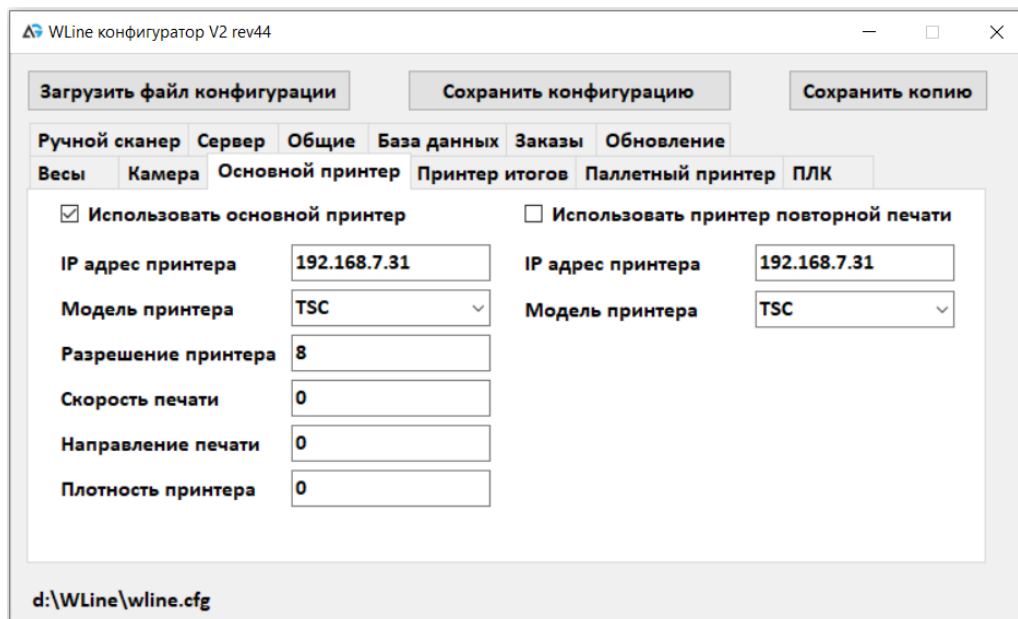 WLine конфигуратор V2 rev44
Загрузить файл конфигурации Сохранить конфигурацию Сохранить копию
Ручной сканер Сервер Общие База данных Заказы Обновление
Весы Камера Основной принтер Принтер итогов Паллетный принтер ПЛК
Использовать основной принтер Использовать принтер повторной печати
IP адрес принтера 192.168.7.31 IP адрес принтера 192.168.7.31
Модель принтера TSC Модель принтера TSC
Разрешение принтера 8
Скорость печати 0
Направление печати 0
Плотность принтера 0
d:\WLine\wline.cfg